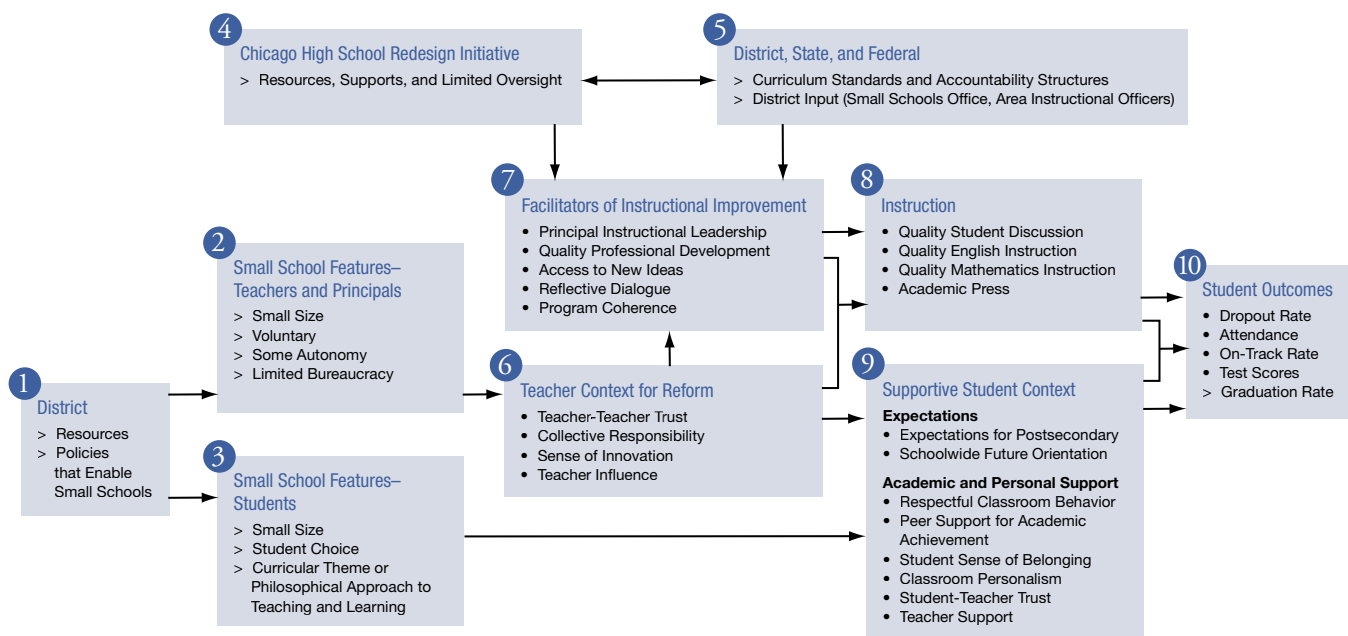 4
Chicago High School Redesign Initiative
> Resources, Supports, and Limited Oversight
5
District, State, and Federal
> Curriculum Standards and Accountability Structures
> District Input (Small Schools Office, Area Instructional Officers)
7
Facilitators of Instructional Improvement
• Principal Instructional Leadership
• Quality Professional Development
• Access to New Ideas
• Reflective Dialogue
• Program Coherence
8
Instruction
• Quality Student Discussion
• Quality English Instruction
• Quality Mathematics Instruction
• Academic Press
2
Small School Features–
Teachers and Principals
> Small Size
> Voluntary
> Some Autonomy
> Limited Bureaucracy
10
Student Outcomes
• Dropout Rate
• Attendance
• On-Track Rate
• Test Scores
> Graduation Rate
1
District
> Resources
> Policies
that Enable
Small Schools
6
Teacher Context for Reform
• Teacher-Teacher Trust
• Collective Responsibility
• Sense of Innovation
• Teacher Influence
9
Supportive Student Context
Expectations
• Expectations for Postsecondary
• Schoolwide Future Orientation
Academic and Personal Support
• Respectful Classroom Behavior
• Peer Support for Academic
Achievement
• Student Sense of Belonging
• Classroom Personalism
• Student-Teacher Trust
• Teacher Support
3
Small School Features–
Students
> Small Size
> Student Choice
> Curricular Theme or
Philosophical Approach to
Teaching and Learning